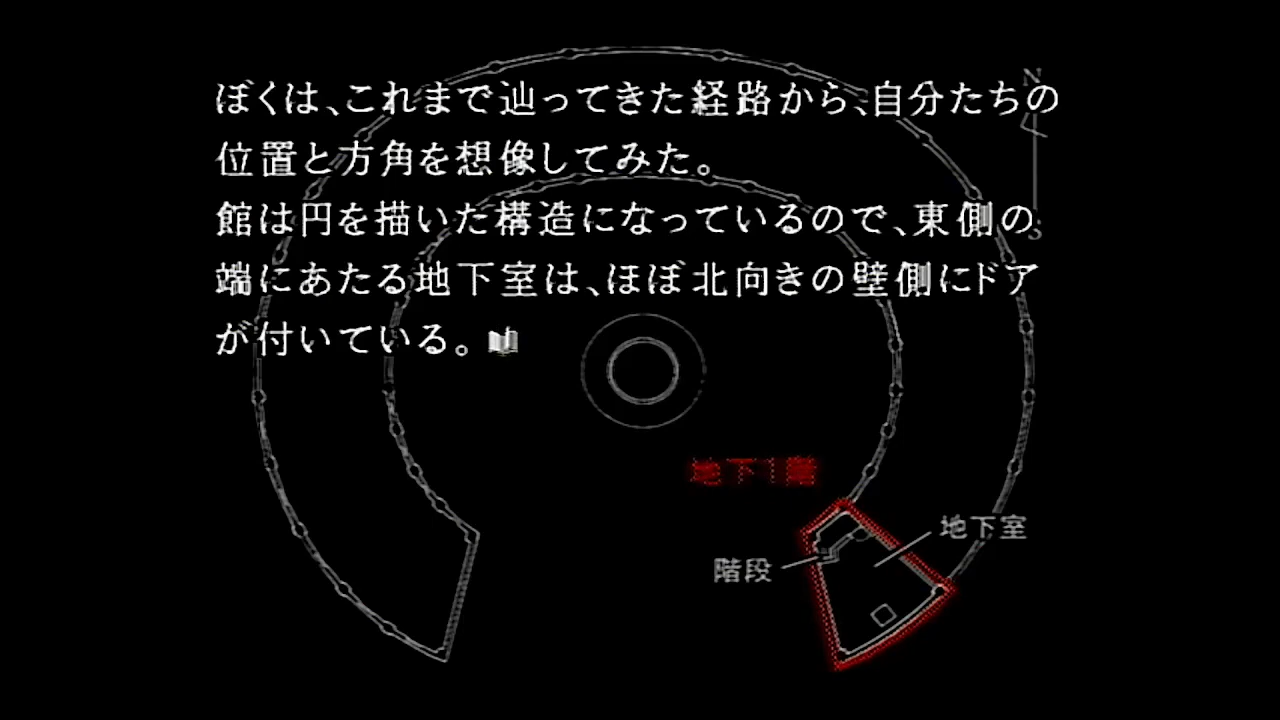 ぼくは、これまで辿ってきた経路から、自分たちの
位置と方角を想像してみた。
館は円を描いた構造になっているので、東側の
端にあたる地下室は、ほぼ北向きの壁側にドア
が付いている。
N
S
地下1階
地下室
階段